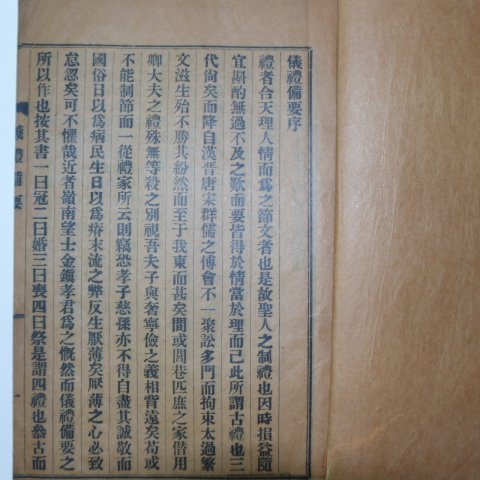 儀禮備要序
禮者合天理人情而爲之節文者也是故聖人之制禮也因時損益隨
宜斟酌無過不及之歎而要皆得於情當於理而已此所謂古禮也三
代尙矣而降自漢晉唐宋群儒之傅會不一聚訟多門而拘束太過繁
文滋生殆不勝其紛然而至于我東而甚矣間或閭巷匹庶之家僭用
卿大夫之禮殊無等殺之別視吾夫子與奢寧儉之義相背遠矣苟或
不能制節而一從禮家所云則竊恐孝子慈孫亦不得自盡其誠敬而
國俗日以爲病民生日以爲瘠末流之弊反生厭薄矣厭薄之心必致
怠忽矣可不懼哉近者嶺南望士金鎭孝君爲之慨然而儀禮備要之
所以作也按其書一曰冠二曰婚三曰喪四曰祭是謂四禮也叅古而
儀禮備要